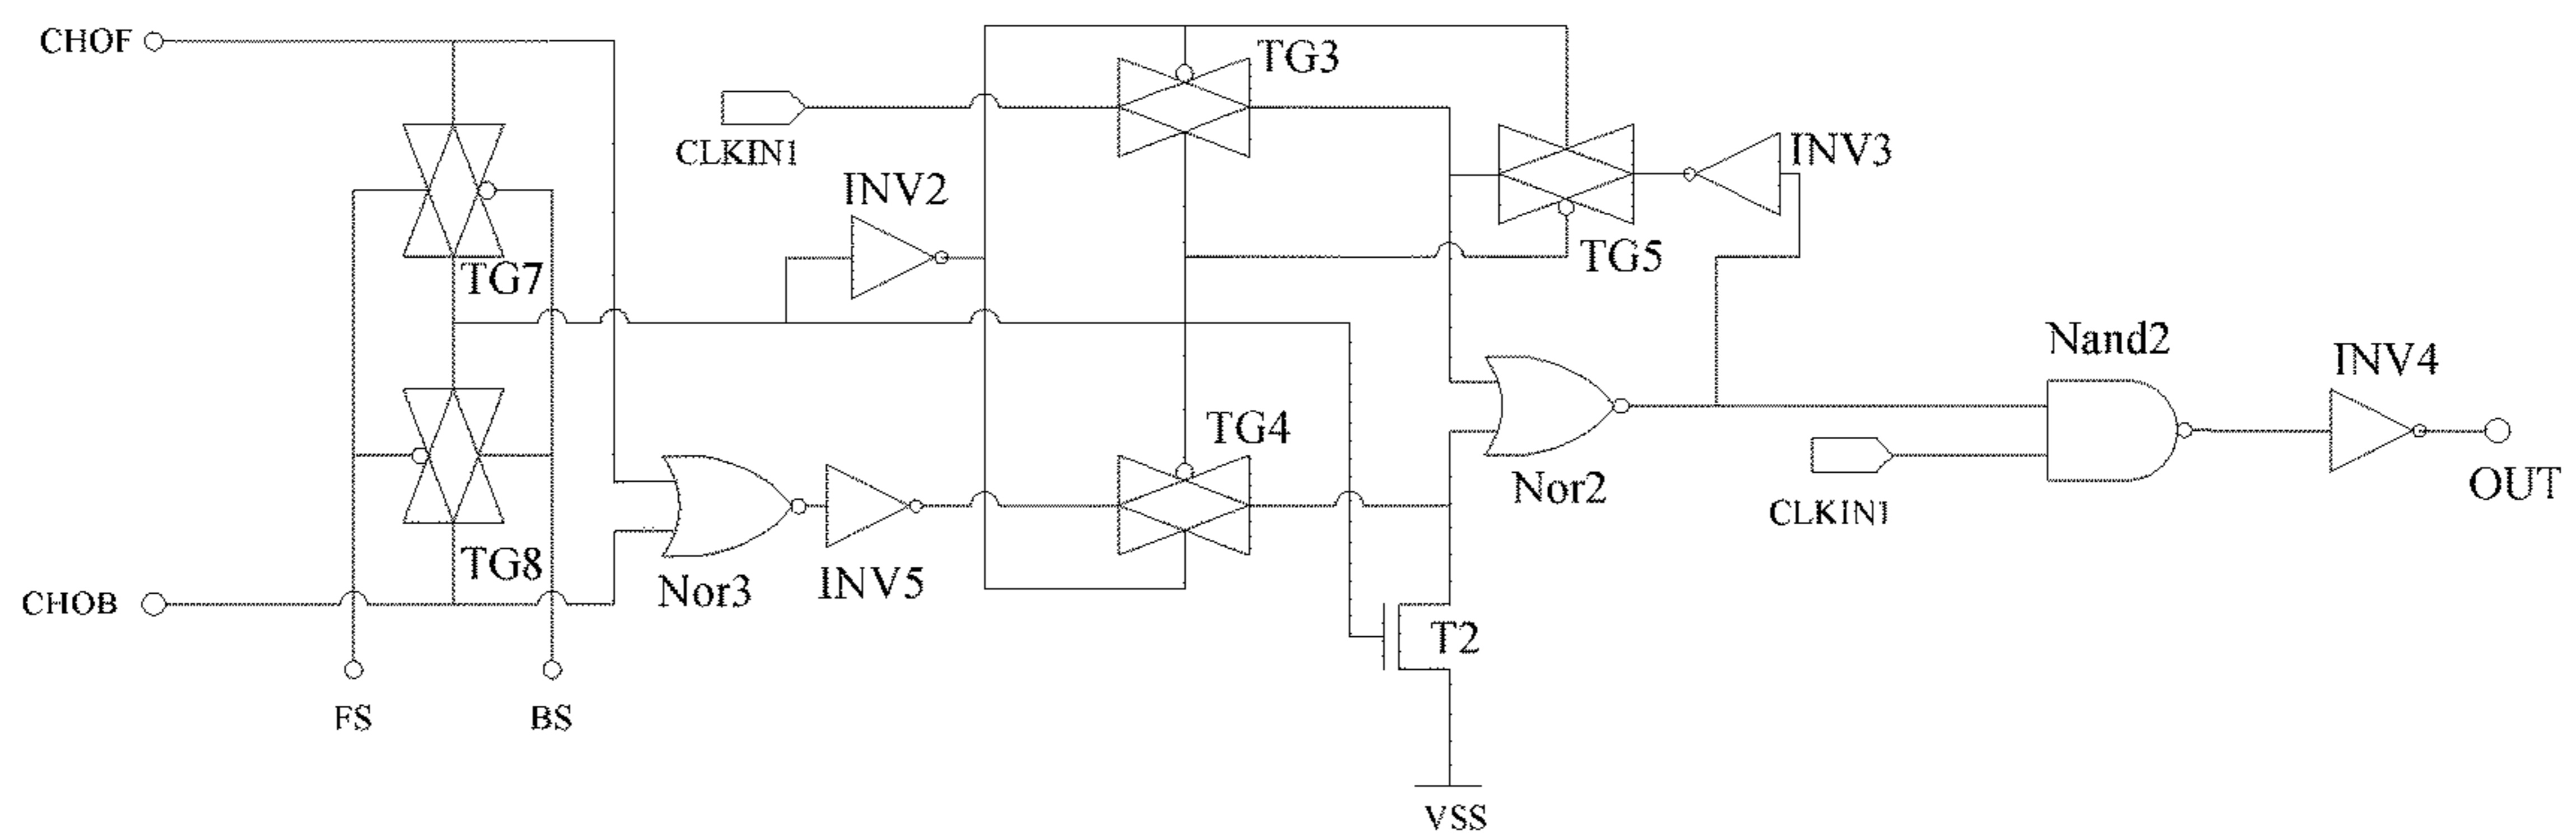 CHOF
TG3
CLKIN1
INV3
INV2
TG5
TG7
Nand2
INV4
TG4
Nor2
OUT
CLKIN1
TG8
Nor3
INV5
CHOB
T2
FS
BS
VSS